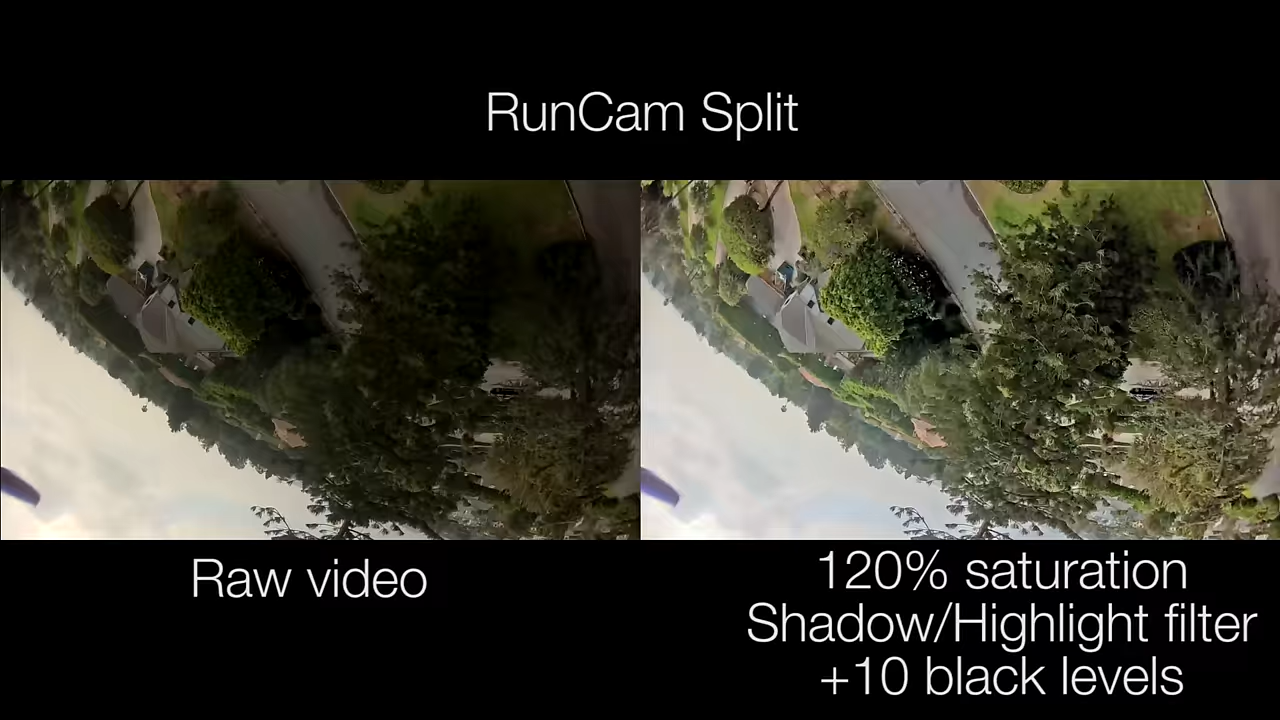 RunCam Split
Raw video
120% saturation
Shadow/Highlight filter
+10 black levels